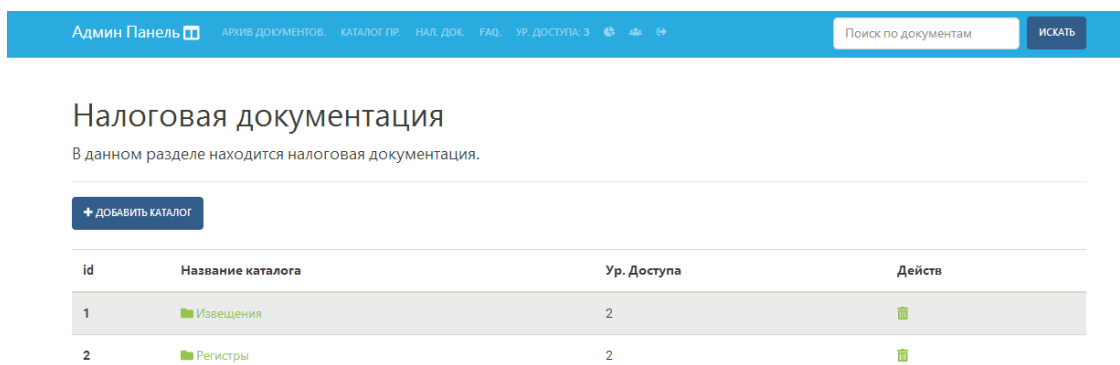 Админ Панель АРХИВ ДОКУМЕНТОВ. КАТАЛОГ ПР. НАЛ. ДОК. FAQ. УР. ДОСТУПА: 3 Поиск по документам ИСКАТЬ
Налоговая документация
В данном разделе находится налоговая документация.
+ ДОБАВИТЬ КАТАЛОГ
id Название каталога Ур. Доступа Действ
1 Извещения 2
2 Регистры 2